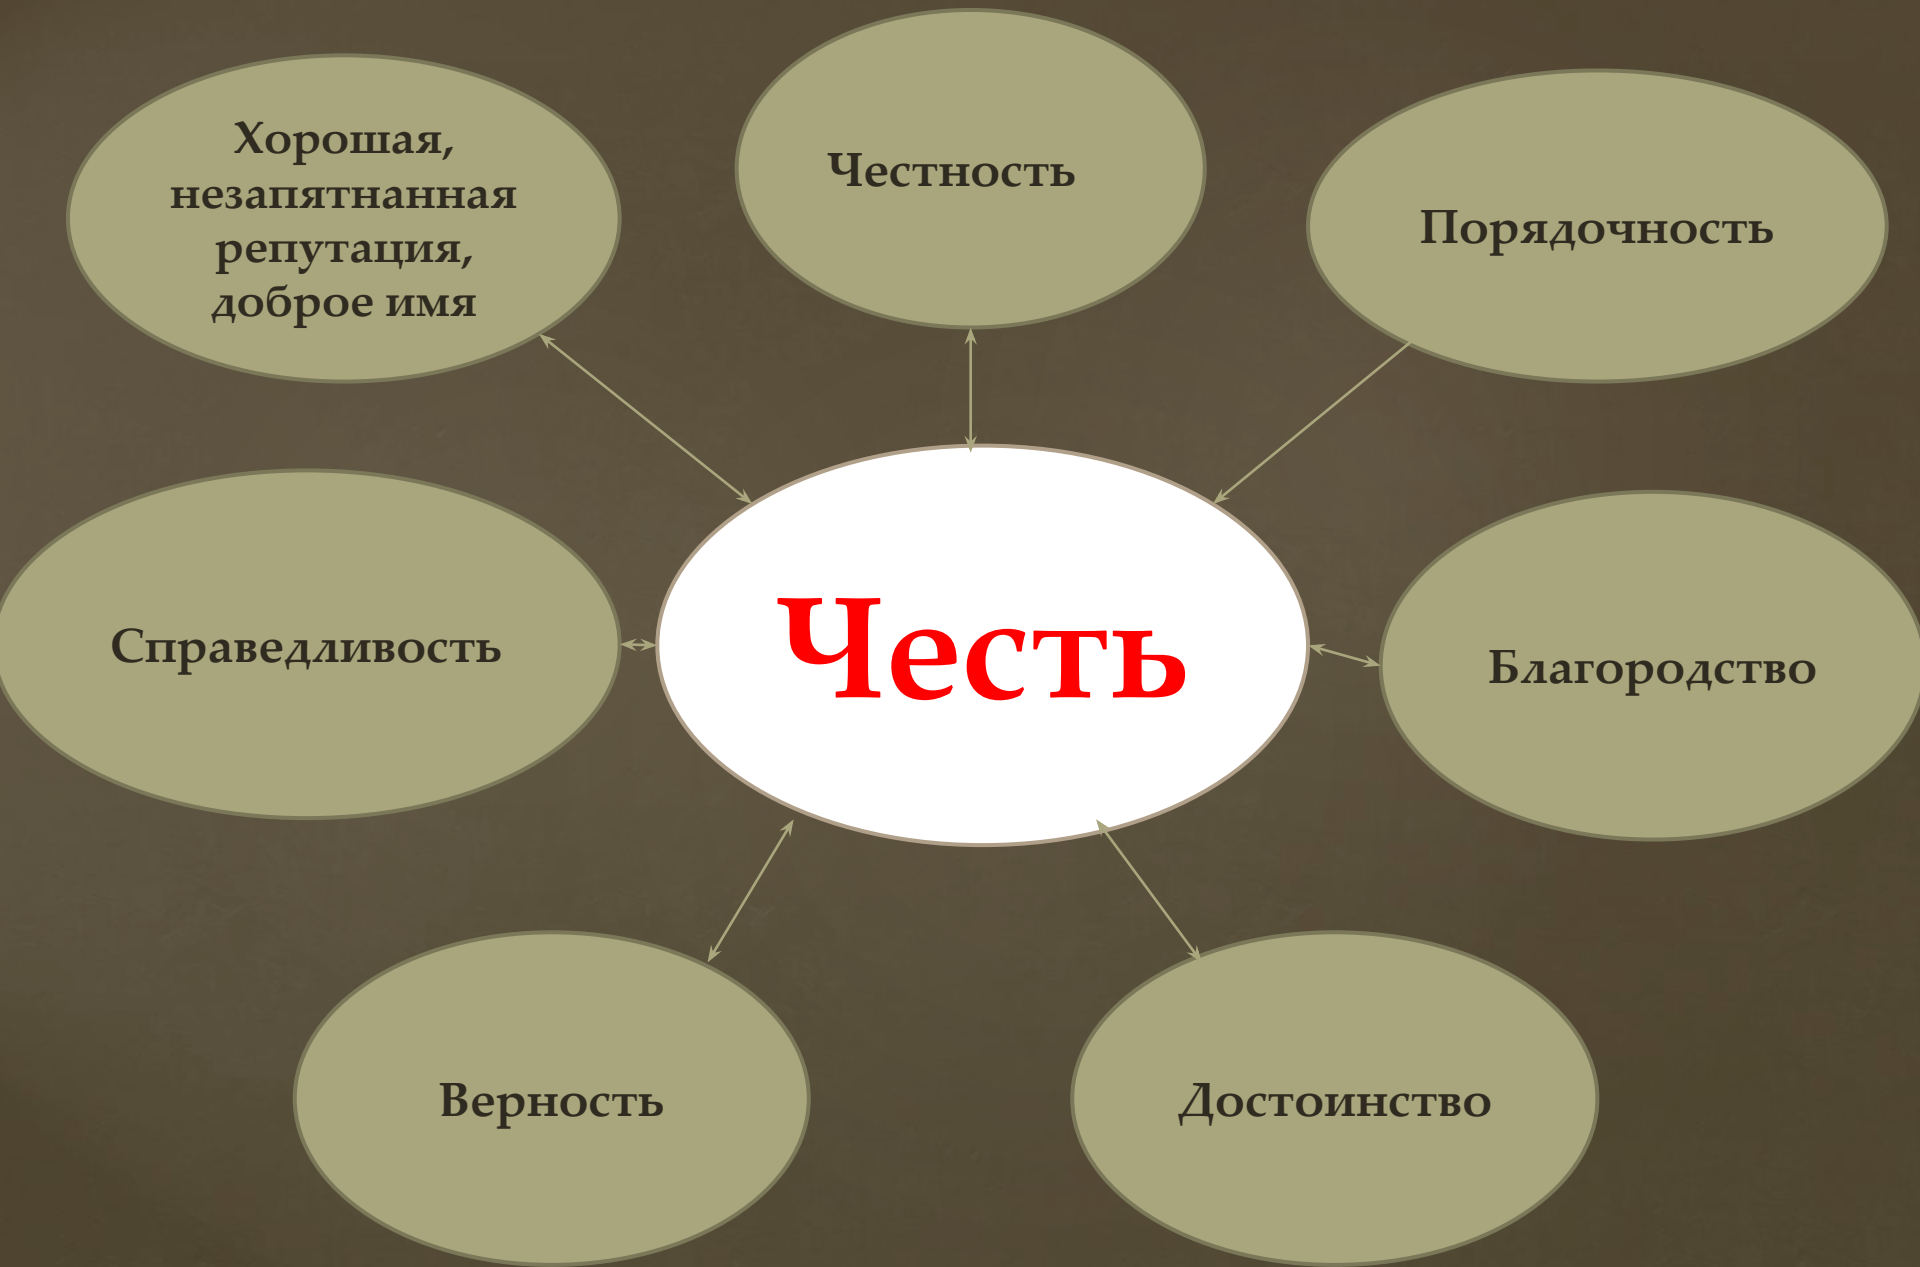 Хорошая,
незапятнанная
репутация,
доброе имя
Честность
Порядочность
Справедливость
Честь
Благородство
Верность
Достоинство